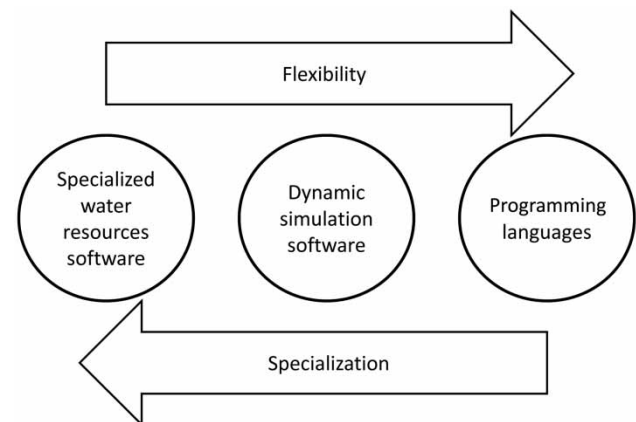 Flexibility
Specialized
water
resources
software
Dynamic
simulation
software
Programming
languages
Specialization